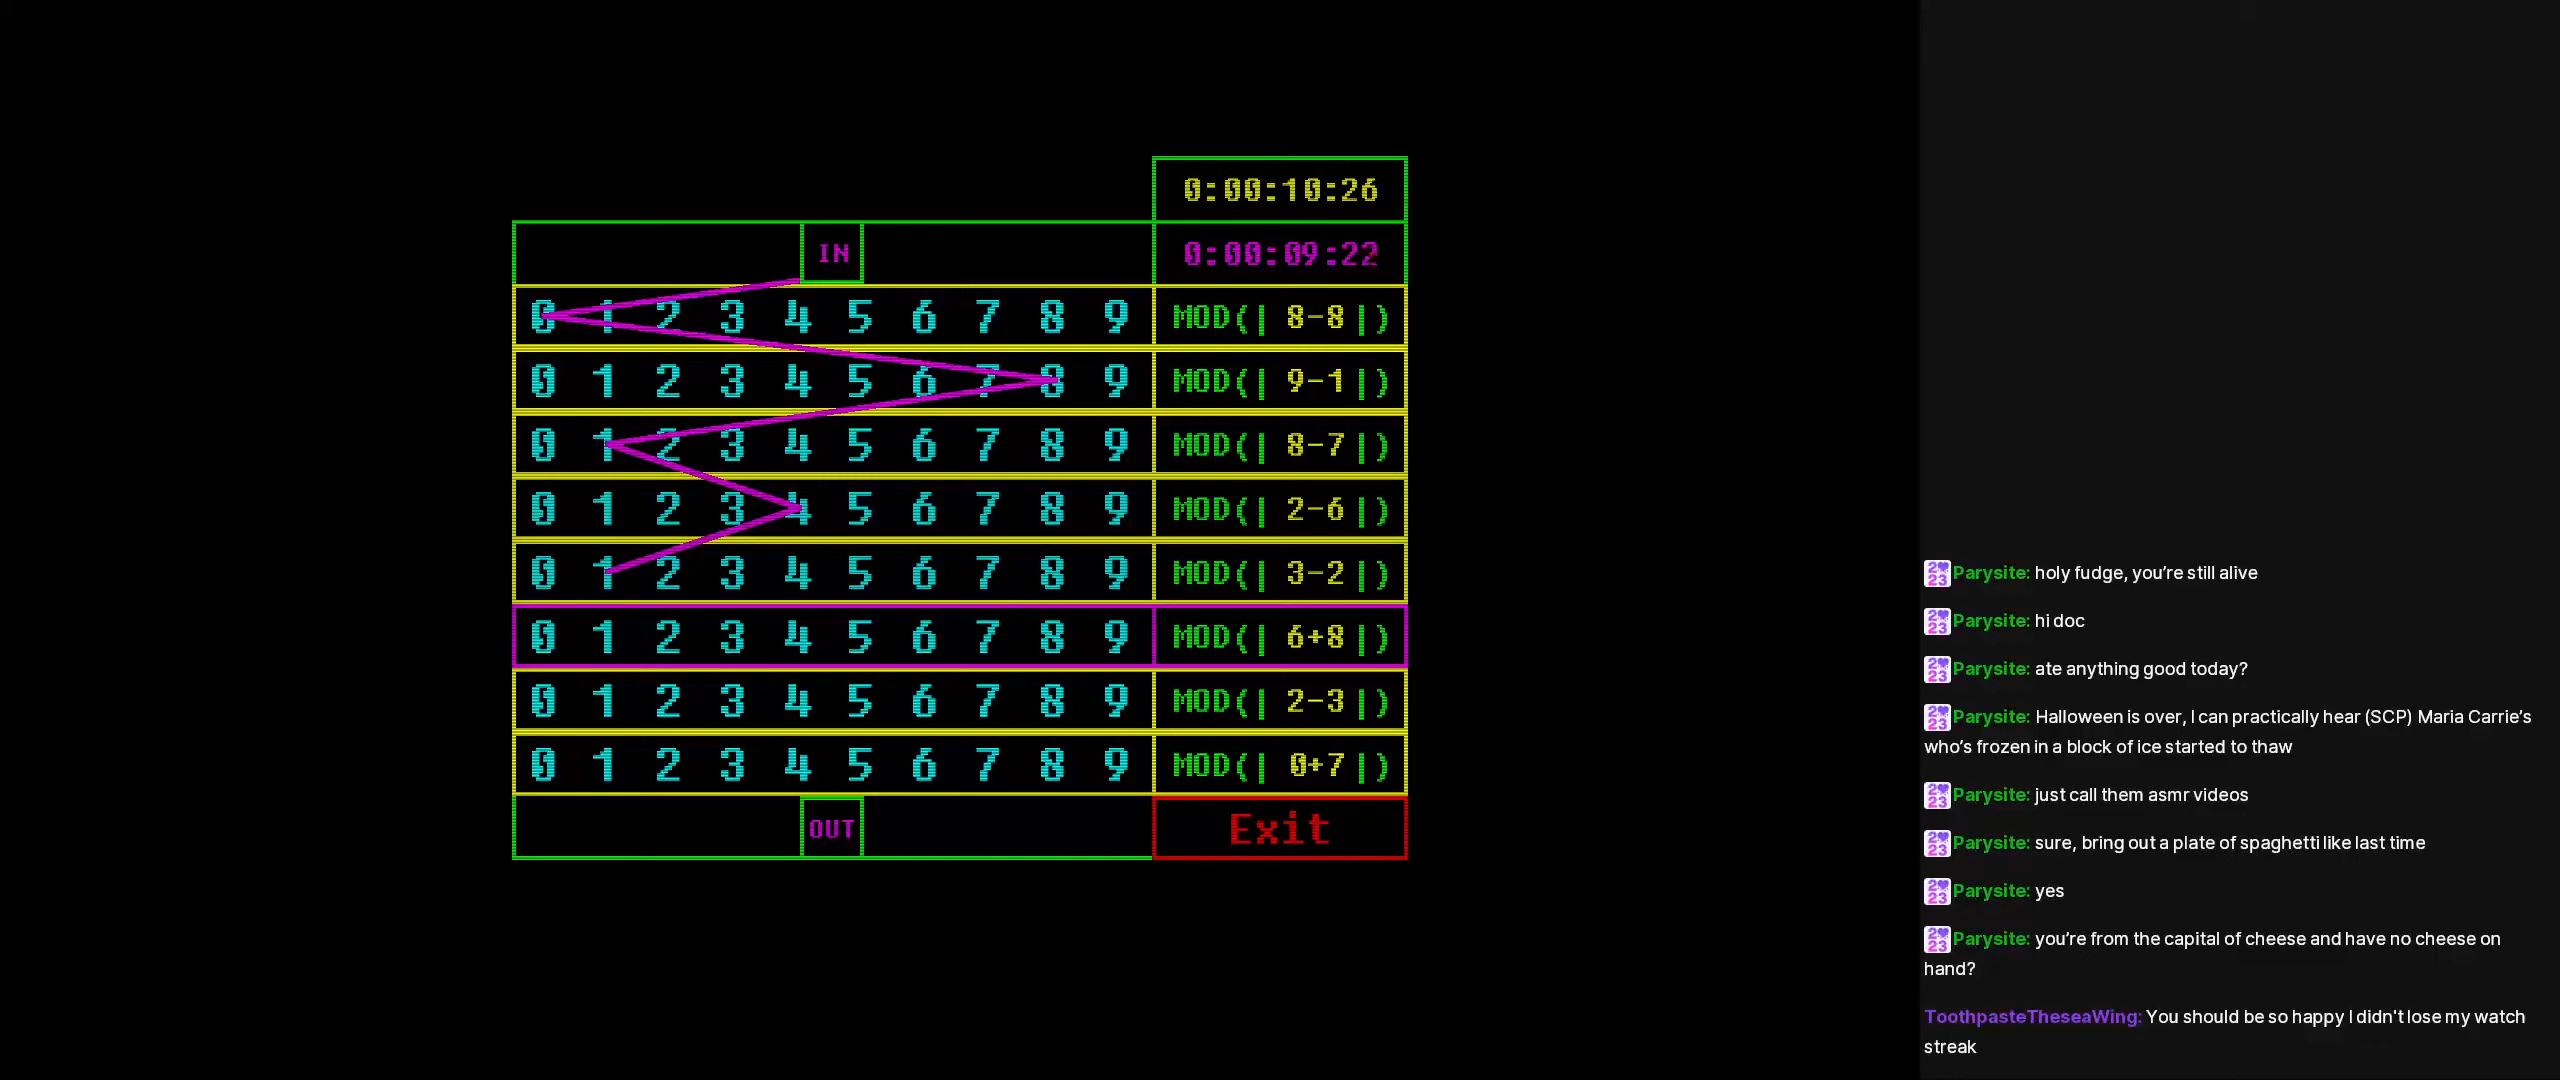 0:00:10:26
IN 0:00:09:22
0 1 2 3 4 5 6 7 8 9 MOD(| 8-8 |)
0 1 2 3 4 5 6 7 8 9 MOD(| 9-1 |)
0 1 2 3 4 5 6 7 8 9 MOD(| 8-7 |)
0 1 2 3 4 5 6 7 8 9 MOD(| 2-6 |)
0 1 2 3 4 5 6 7 8 9 MOD(| 3-2 |)
0 1 2 3 4 5 6 7 8 9 MOD(| 6+8 |)
0 1 2 3 4 5 6 7 8 9 MOD(| 2-3 |)
0 1 2 3 4 5 6 7 8 9 MOD(| 0+7 |)
OUT Exit
Parysite: holy fudge, you’re still alive
Parysite: hi doc
Parysite: ate anything good today?
Parysite: Halloween is over, I can practically hear (SCP) Maria Carrie’s
who’s frozen in a block of ice started to thaw
Parysite: just call them asmr videos
Parysite: sure, bring out a plate of spaghetti like last time
Parysite: yes
Parysite: you’re from the capital of cheese and have no cheese on
hand?
ToothpasteTheseaWing: You should be so happy I didn't lose my watch
streak